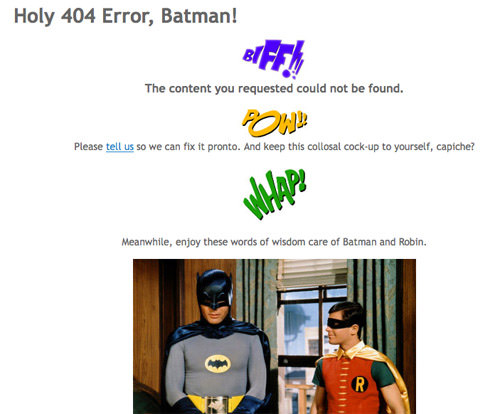 Holy 404 Error, Batman!
BIFF!!!
The content you requested could not be found.
POW!!
Please tell us so we can fix it pronto. And keep this collosal cock-up to yourself, capiche?
WHAP!
Meanwhile, enjoy these words of wisdom care of Batman and Robin.
R